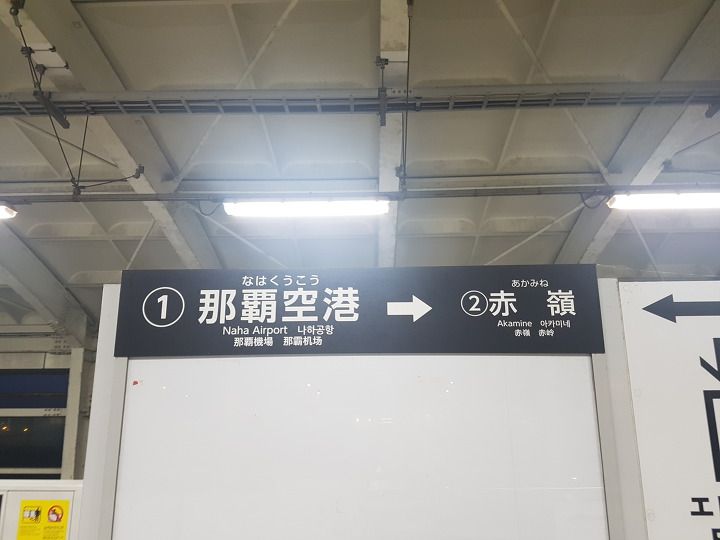 なはくうこう
① 那覇空港
Naha Airport 나하공항
那覇機場 那霸机场
→
あかみね
② 赤嶺
Akamine 아카미네
赤嶺 赤岭
←
エ